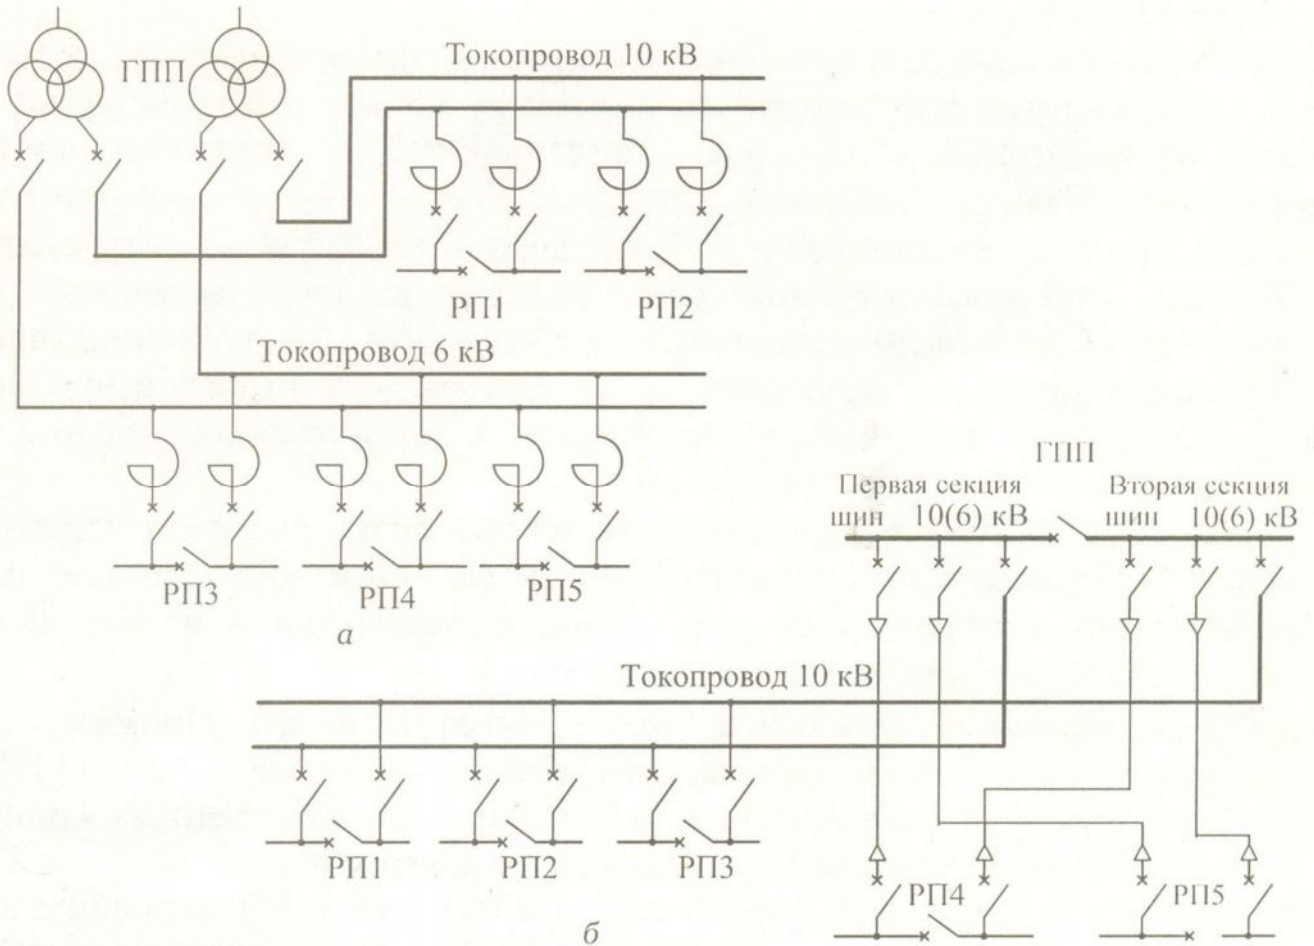 ГПП
Токопровод 10 кВ
РП1
РП2
Токопровод 6 кВ
РП3
РП4
РП5
а
ГПП
Первая секция
шин 10(6) кВ
Вторая секция
шин 10(6) кВ
Токопровод 10 кВ
РП1
РП2
РП3
РП4
РП5
б